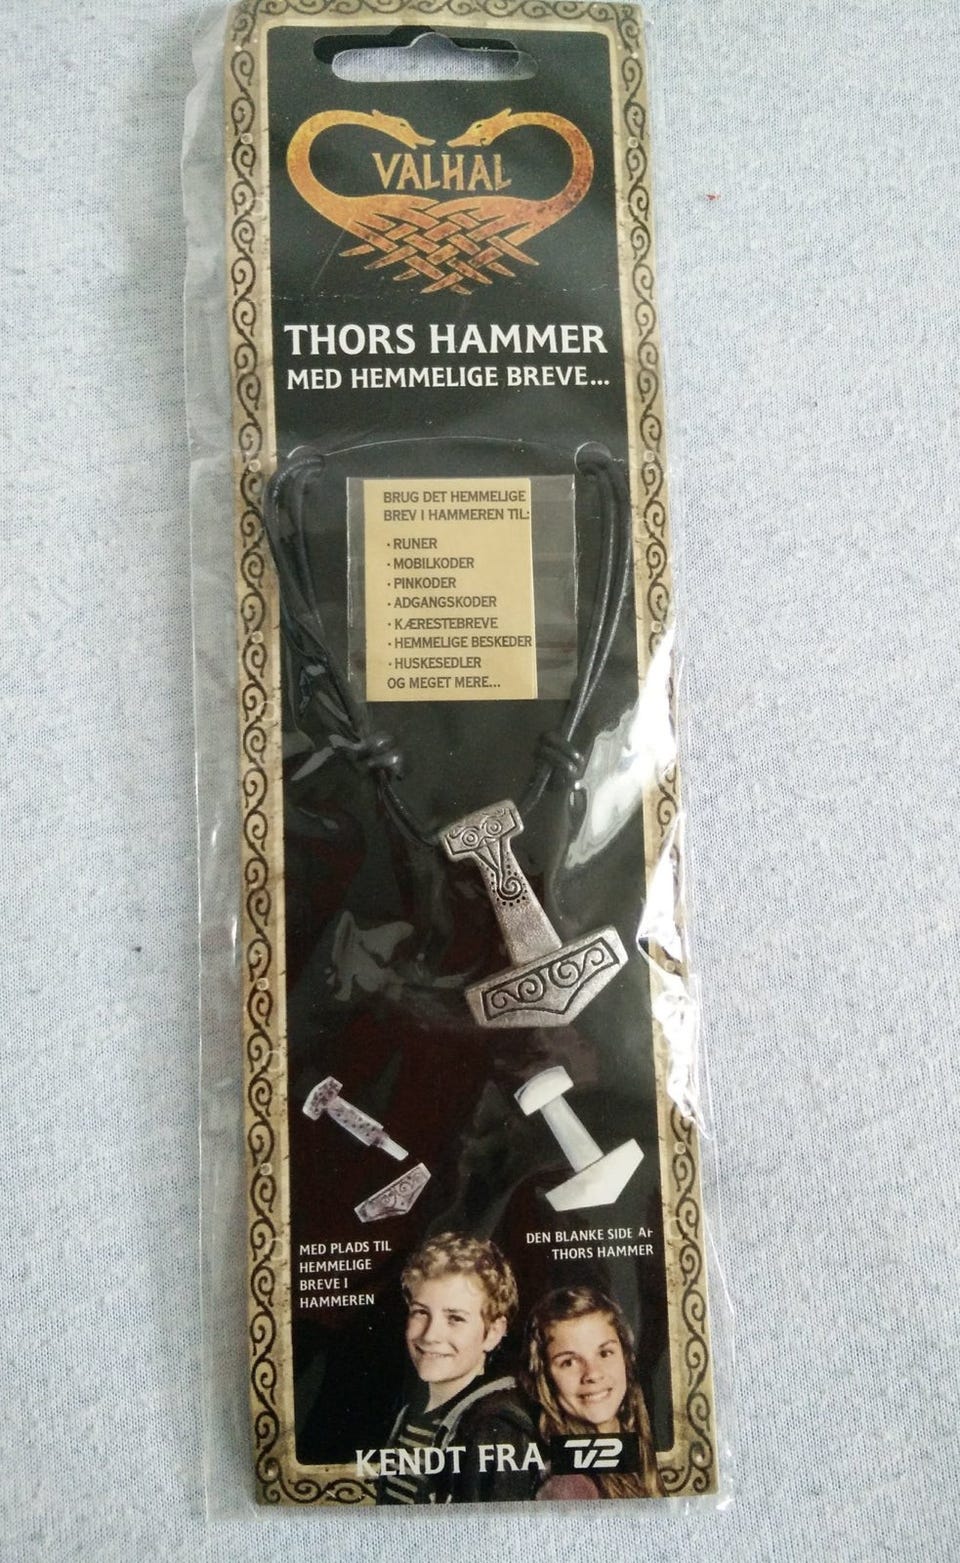 VALHAL
THORS HAMMER
MED HEMMELIGE BREVE...
BRUG DET HEMMELIGE
BREV I HAMMEREN TIL:
· RUNER
· MOBILKODER
· PINKODER
· ADGANGSKODER
· KÆRESTEBREVE
· HEMMELIGE BESKEDER
· HUSKESEDLER
OG MEGET MERE...
MED PLADS TIL
HEMMELIGE
BREVE I
HAMMEREN
DEN BLANKE SIDE AF
THORS HAMMER
KENDT FRA TV2